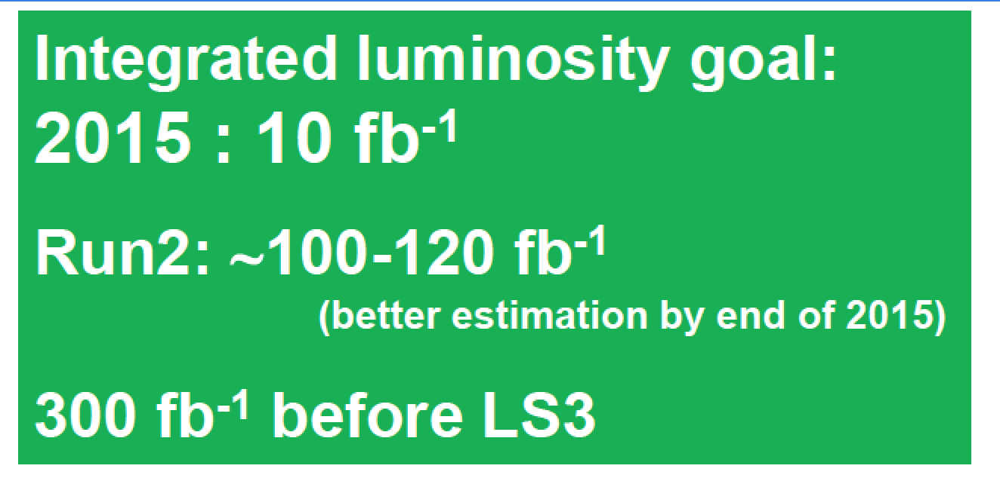 Integrated luminosity goal:
2015 : 10 fb⁻¹
Run2: ~100-120 fb⁻¹
(better estimation by end of 2015)
300 fb⁻¹ before LS3